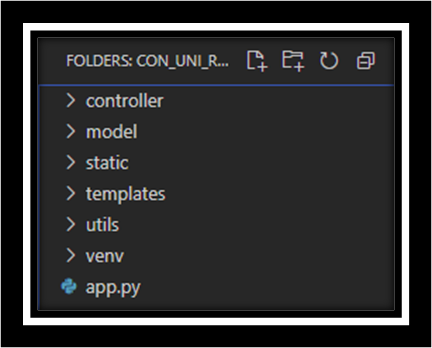 FOLDERS: CON_UNI_R...
controller
model
static
templates
utils
venv
app.py